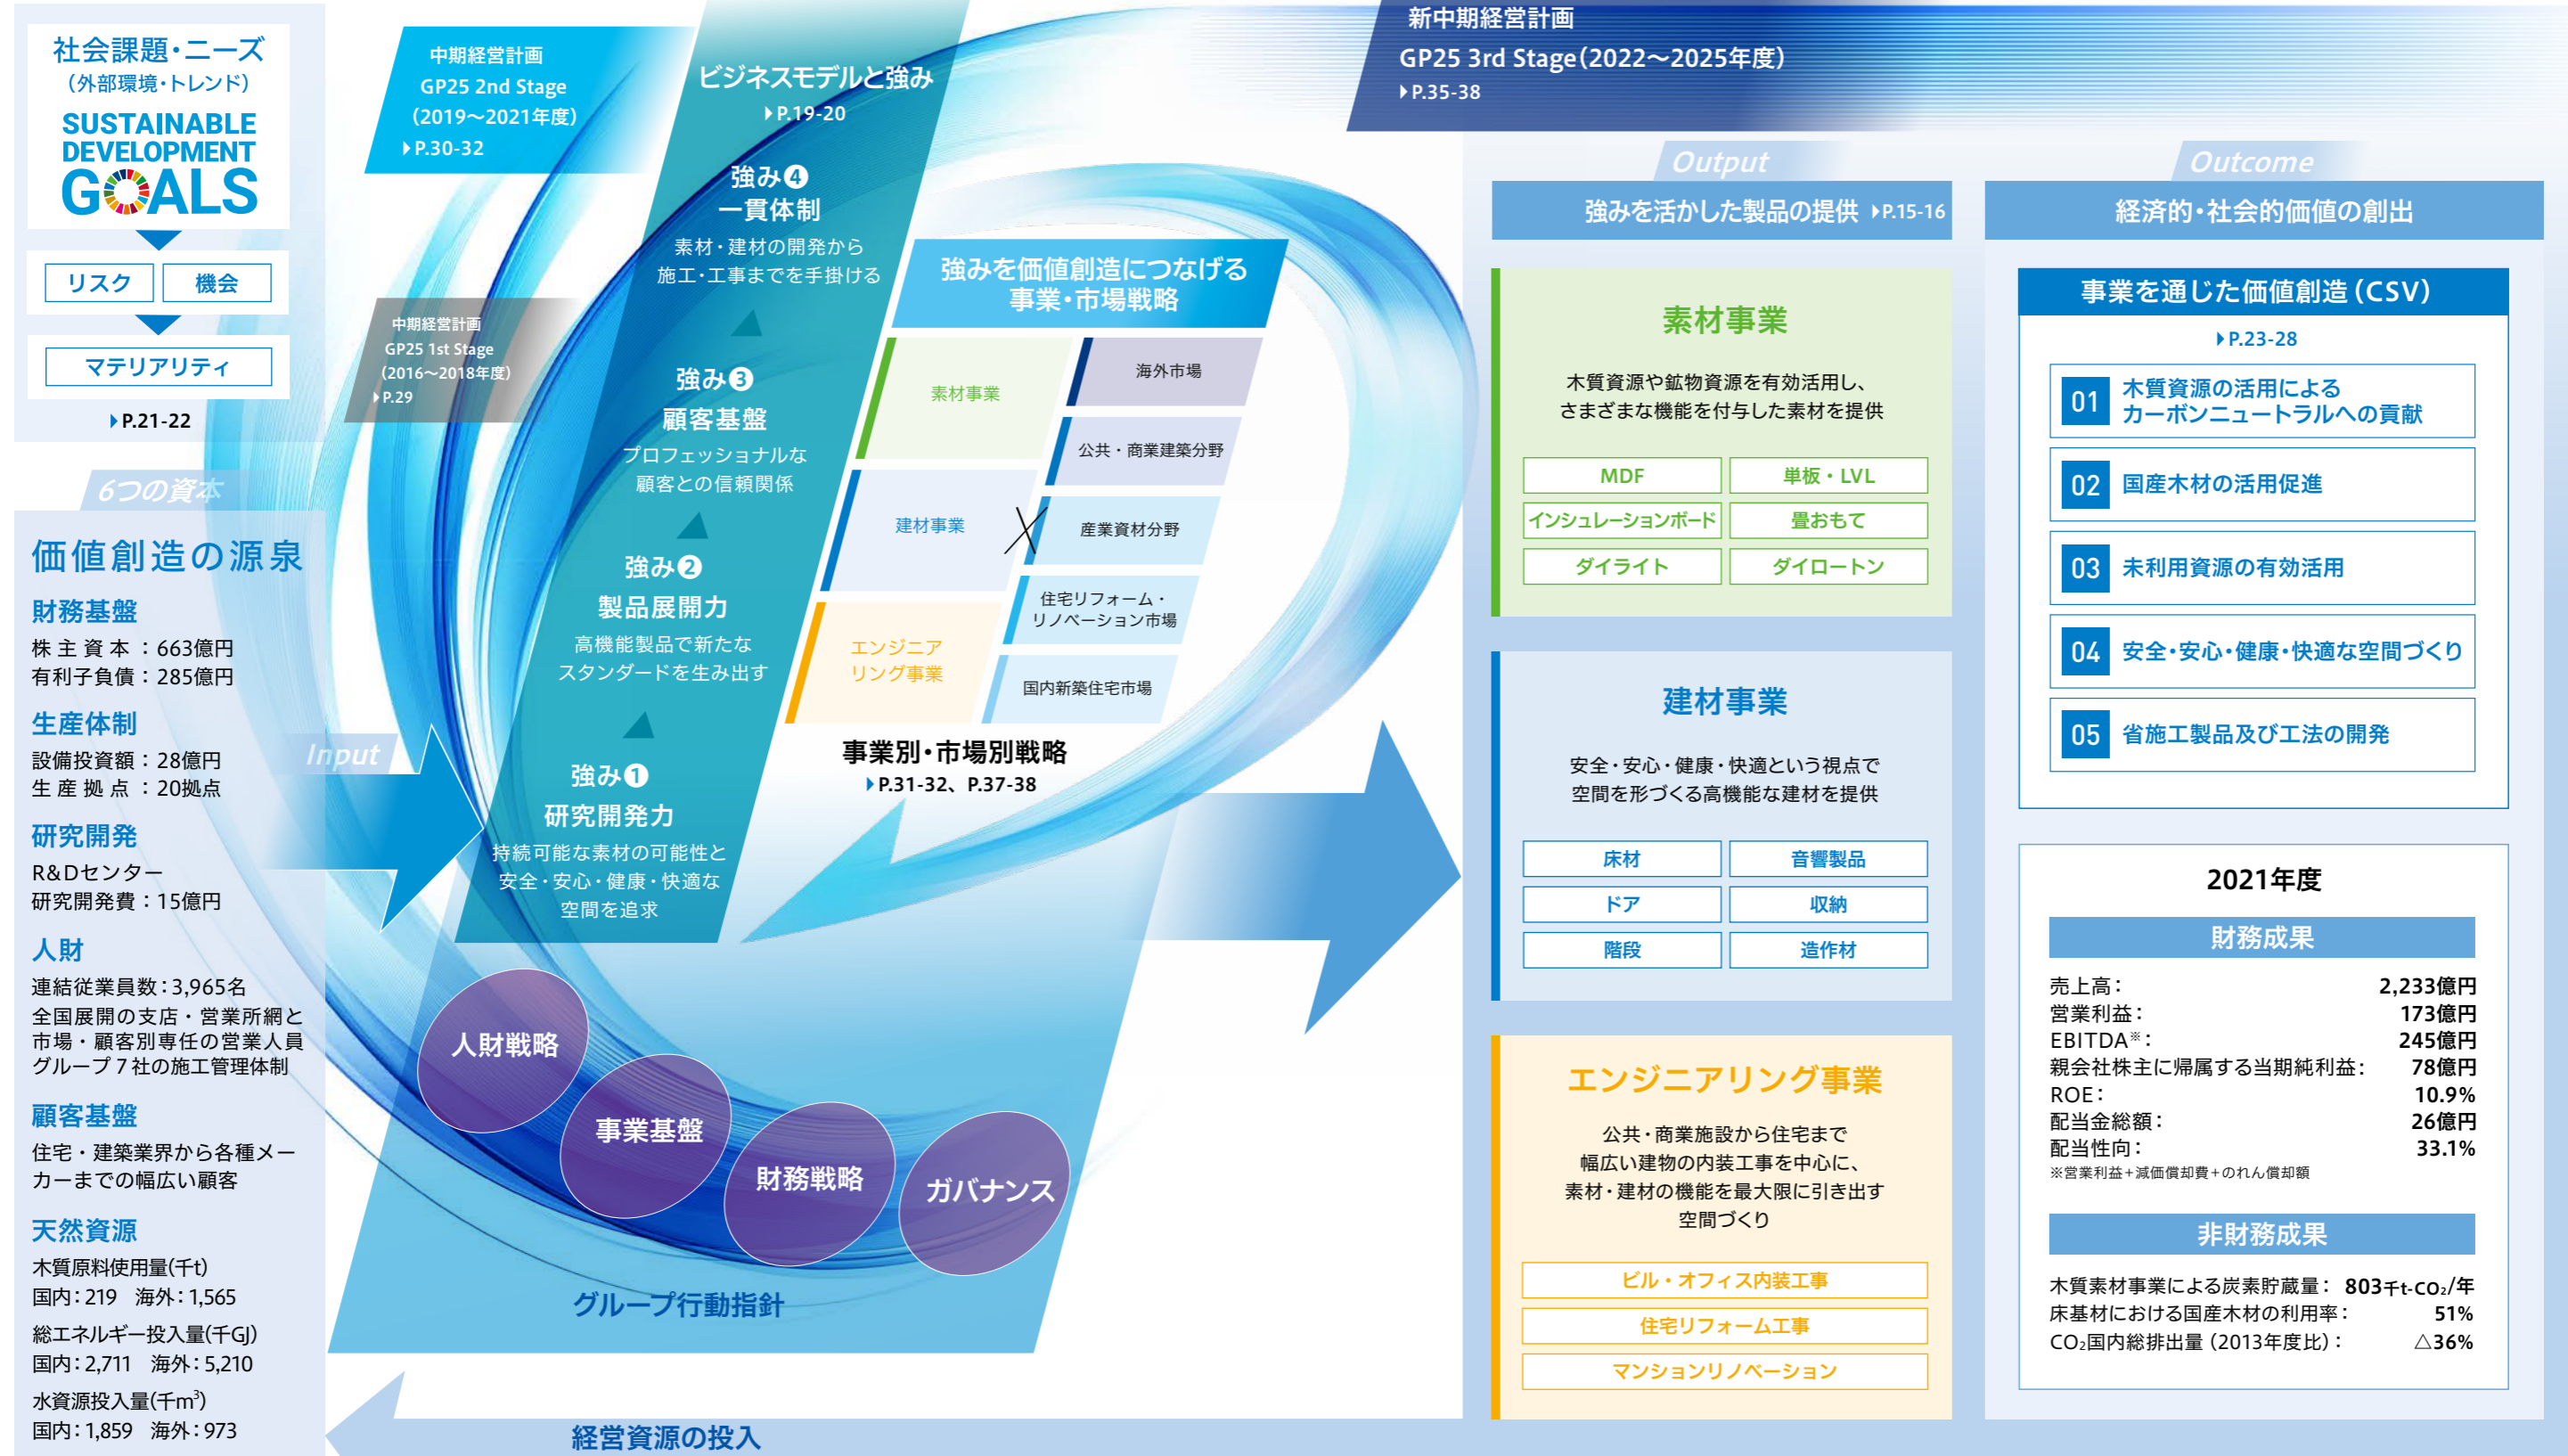 社会課題・ニーズ
（外部環境・トレンド）
SUSTAINABLE
DEVELOPMENT
GOALS
リスク
機会
マテリアリティ
P.21-22
6つの資本
価値創造の源泉
財務基盤
株主資本：663億円
有利子負債：285億円
生産体制
設備投資額：28億円
生産拠点：20拠点
研究開発
R&Dセンター
研究開発費：15億円
人財
連結従業員数：3,965名
全国展開の支店・営業所網と
市場・顧客別専任の営業人員
グループ７社の施工管理体制
顧客基盤
住宅・建築業界から各種メー
カーまでの幅広い顧客
天然資源
木質原料使用量(千t)
国内：219　海外：1,565
総エネルギー投入量(千GJ)
国内：2,711　海外：5,210
水資源投入量(千m³)
国内：1,859　海外：973
Input
中期経営計画
GP25 2nd Stage
（2019～2021年度）
P.30-32
中期経営計画
GP25 1st Stage
（2016～2018年度）
P.29
ビジネスモデルと強み
P.19-20
強み❹
一貫体制
素材・建材の開発から
施工・工事までを手掛ける
強み❸
顧客基盤
プロフェッショナルな
顧客との信頼関係
強み❷
製品展開力
高機能製品で新たな
スタンダードを生み出す
強み❶
研究開発力
持続可能な素材の可能性と
安全・安心・健康・快適な
空間を追求
強みを価値創造につなげる
事業・市場戦略
素材事業
建材事業
エンジニア
リング事業
海外市場
公共・商業建築分野
産業資材分野
住宅リフォーム・
リノベーション市場
国内新築住宅市場
事業別・市場別戦略
P.31-32、P.37-38
人財戦略
事業基盤
財務戦略
ガバナンス
グループ行動指針
経営資源の投入
新中期経営計画
GP25 3rd Stage（2022～2025年度）
P.35-38
Output
強みを活かした製品の提供 P.15-16
素材事業
木質資源や鉱物資源を有効活用し、
さまざまな機能を付与した素材を提供
MDF
単板・LVL
インシュレーションボード
畳おもて
ダイライト
ダイロートン
建材事業
安全・安心・健康・快適という視点で
空間を形づくる高機能な建材を提供
床材
音響製品
ドア
収納
階段
造作材
エンジニアリング事業
公共・商業施設から住宅まで
幅広い建物の内装工事を中心に、
素材・建材の機能を最大限に引き出す
空間づくり
ビル・オフィス内装工事
住宅リフォーム工事
マンションリノベーション
Outcome
経済的・社会的価値の創出
事業を通じた価値創造（CSV）
P.23-28
01 木質資源の活用による
カーボンニュートラルへの貢献
02 国産木材の活用促進
03 未利用資源の有効活用
04 安全・安心・健康・快適な空間づくり
05 省施工製品及び工法の開発
2021年度
財務成果
売上高： 2,233億円
営業利益： 173億円
EBITDA※： 245億円
親会社株主に帰属する当期純利益： 78億円
ROE： 10.9%
配当金総額： 26億円
配当性向： 33.1%
※営業利益+減価償却費+のれん償却額
非財務成果
木質素材事業による炭素貯蔵量： 803千t-CO₂/年
床基材における国産木材の利用率： 51%
CO₂国内総排出量（2013年度比）： △36%